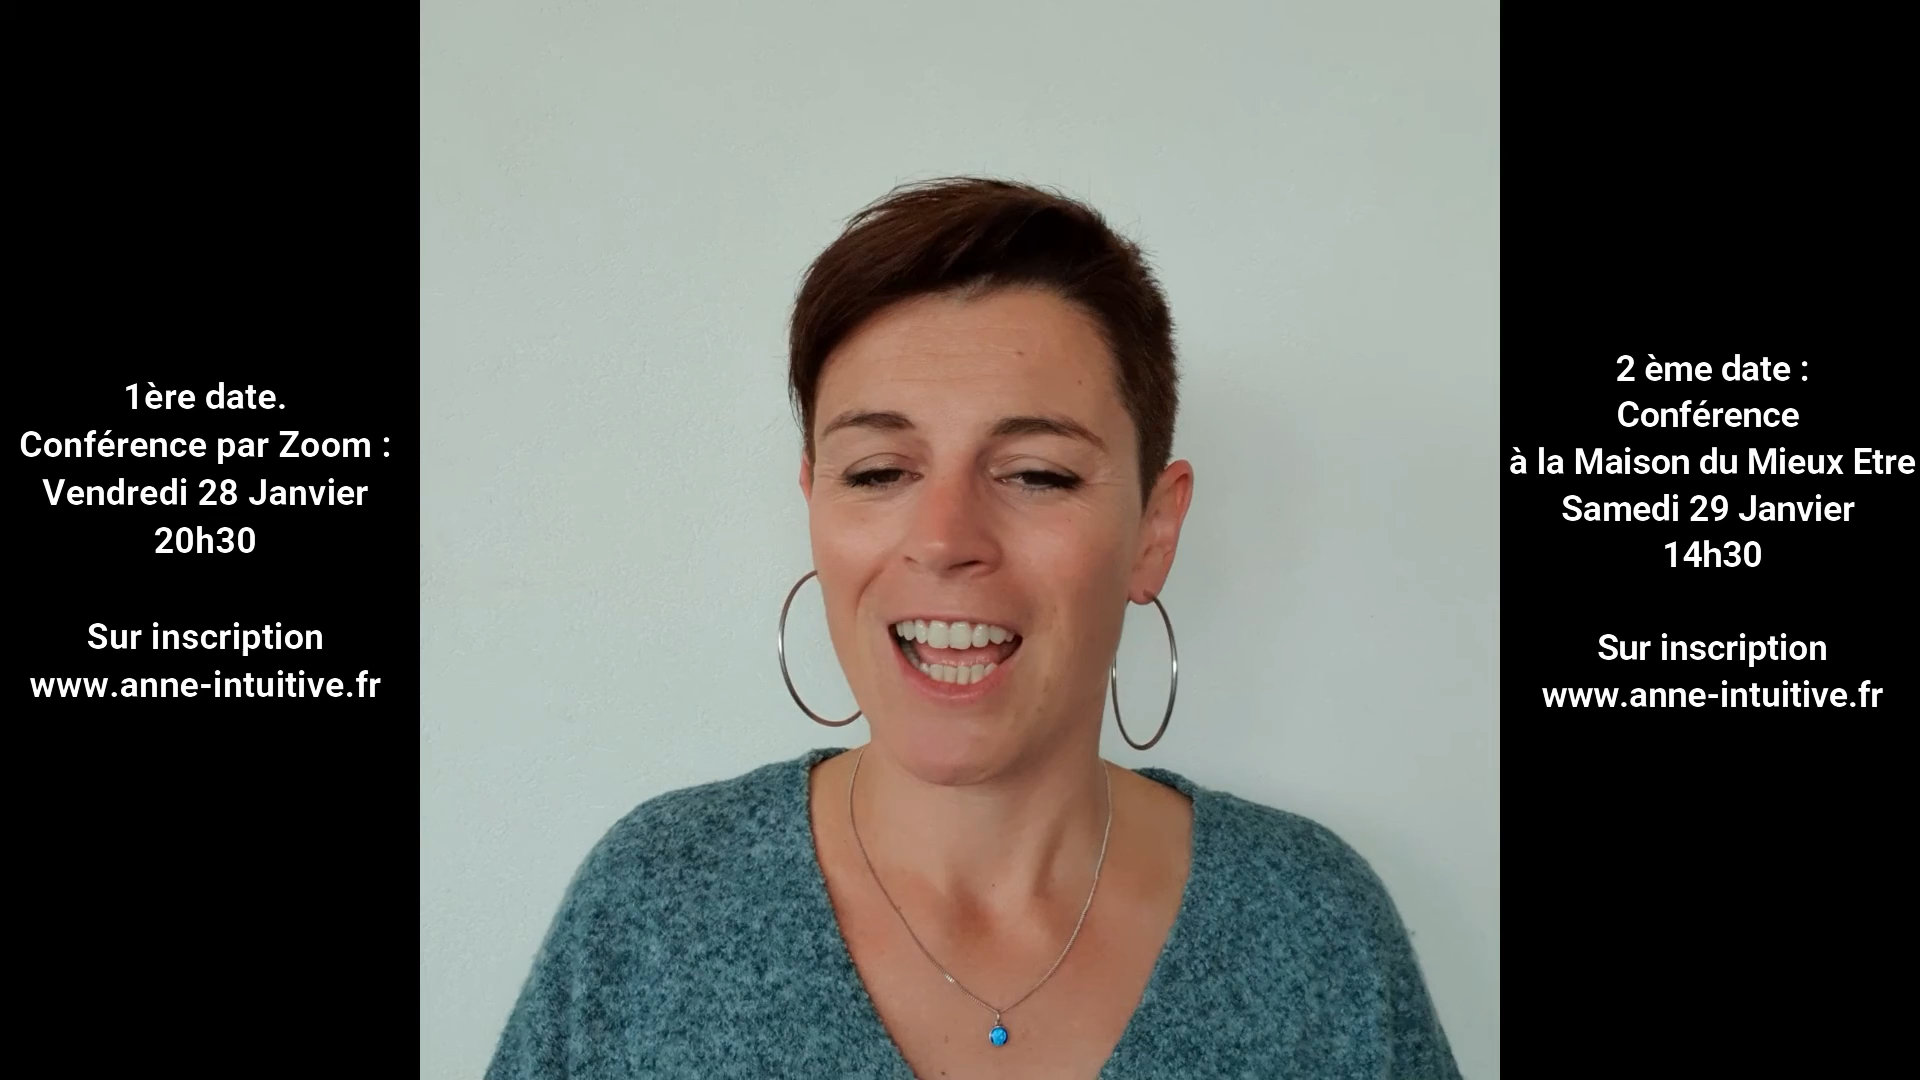 1ère date.
Conférence par Zoom :
Vendredi 28 Janvier
20h30
Sur inscription
www.anne-intuitive.fr
2 ème date :
Conférence
à la Maison du Mieux Etre
Samedi 29 Janvier
14h30
Sur inscription
www.anne-intuitive.fr